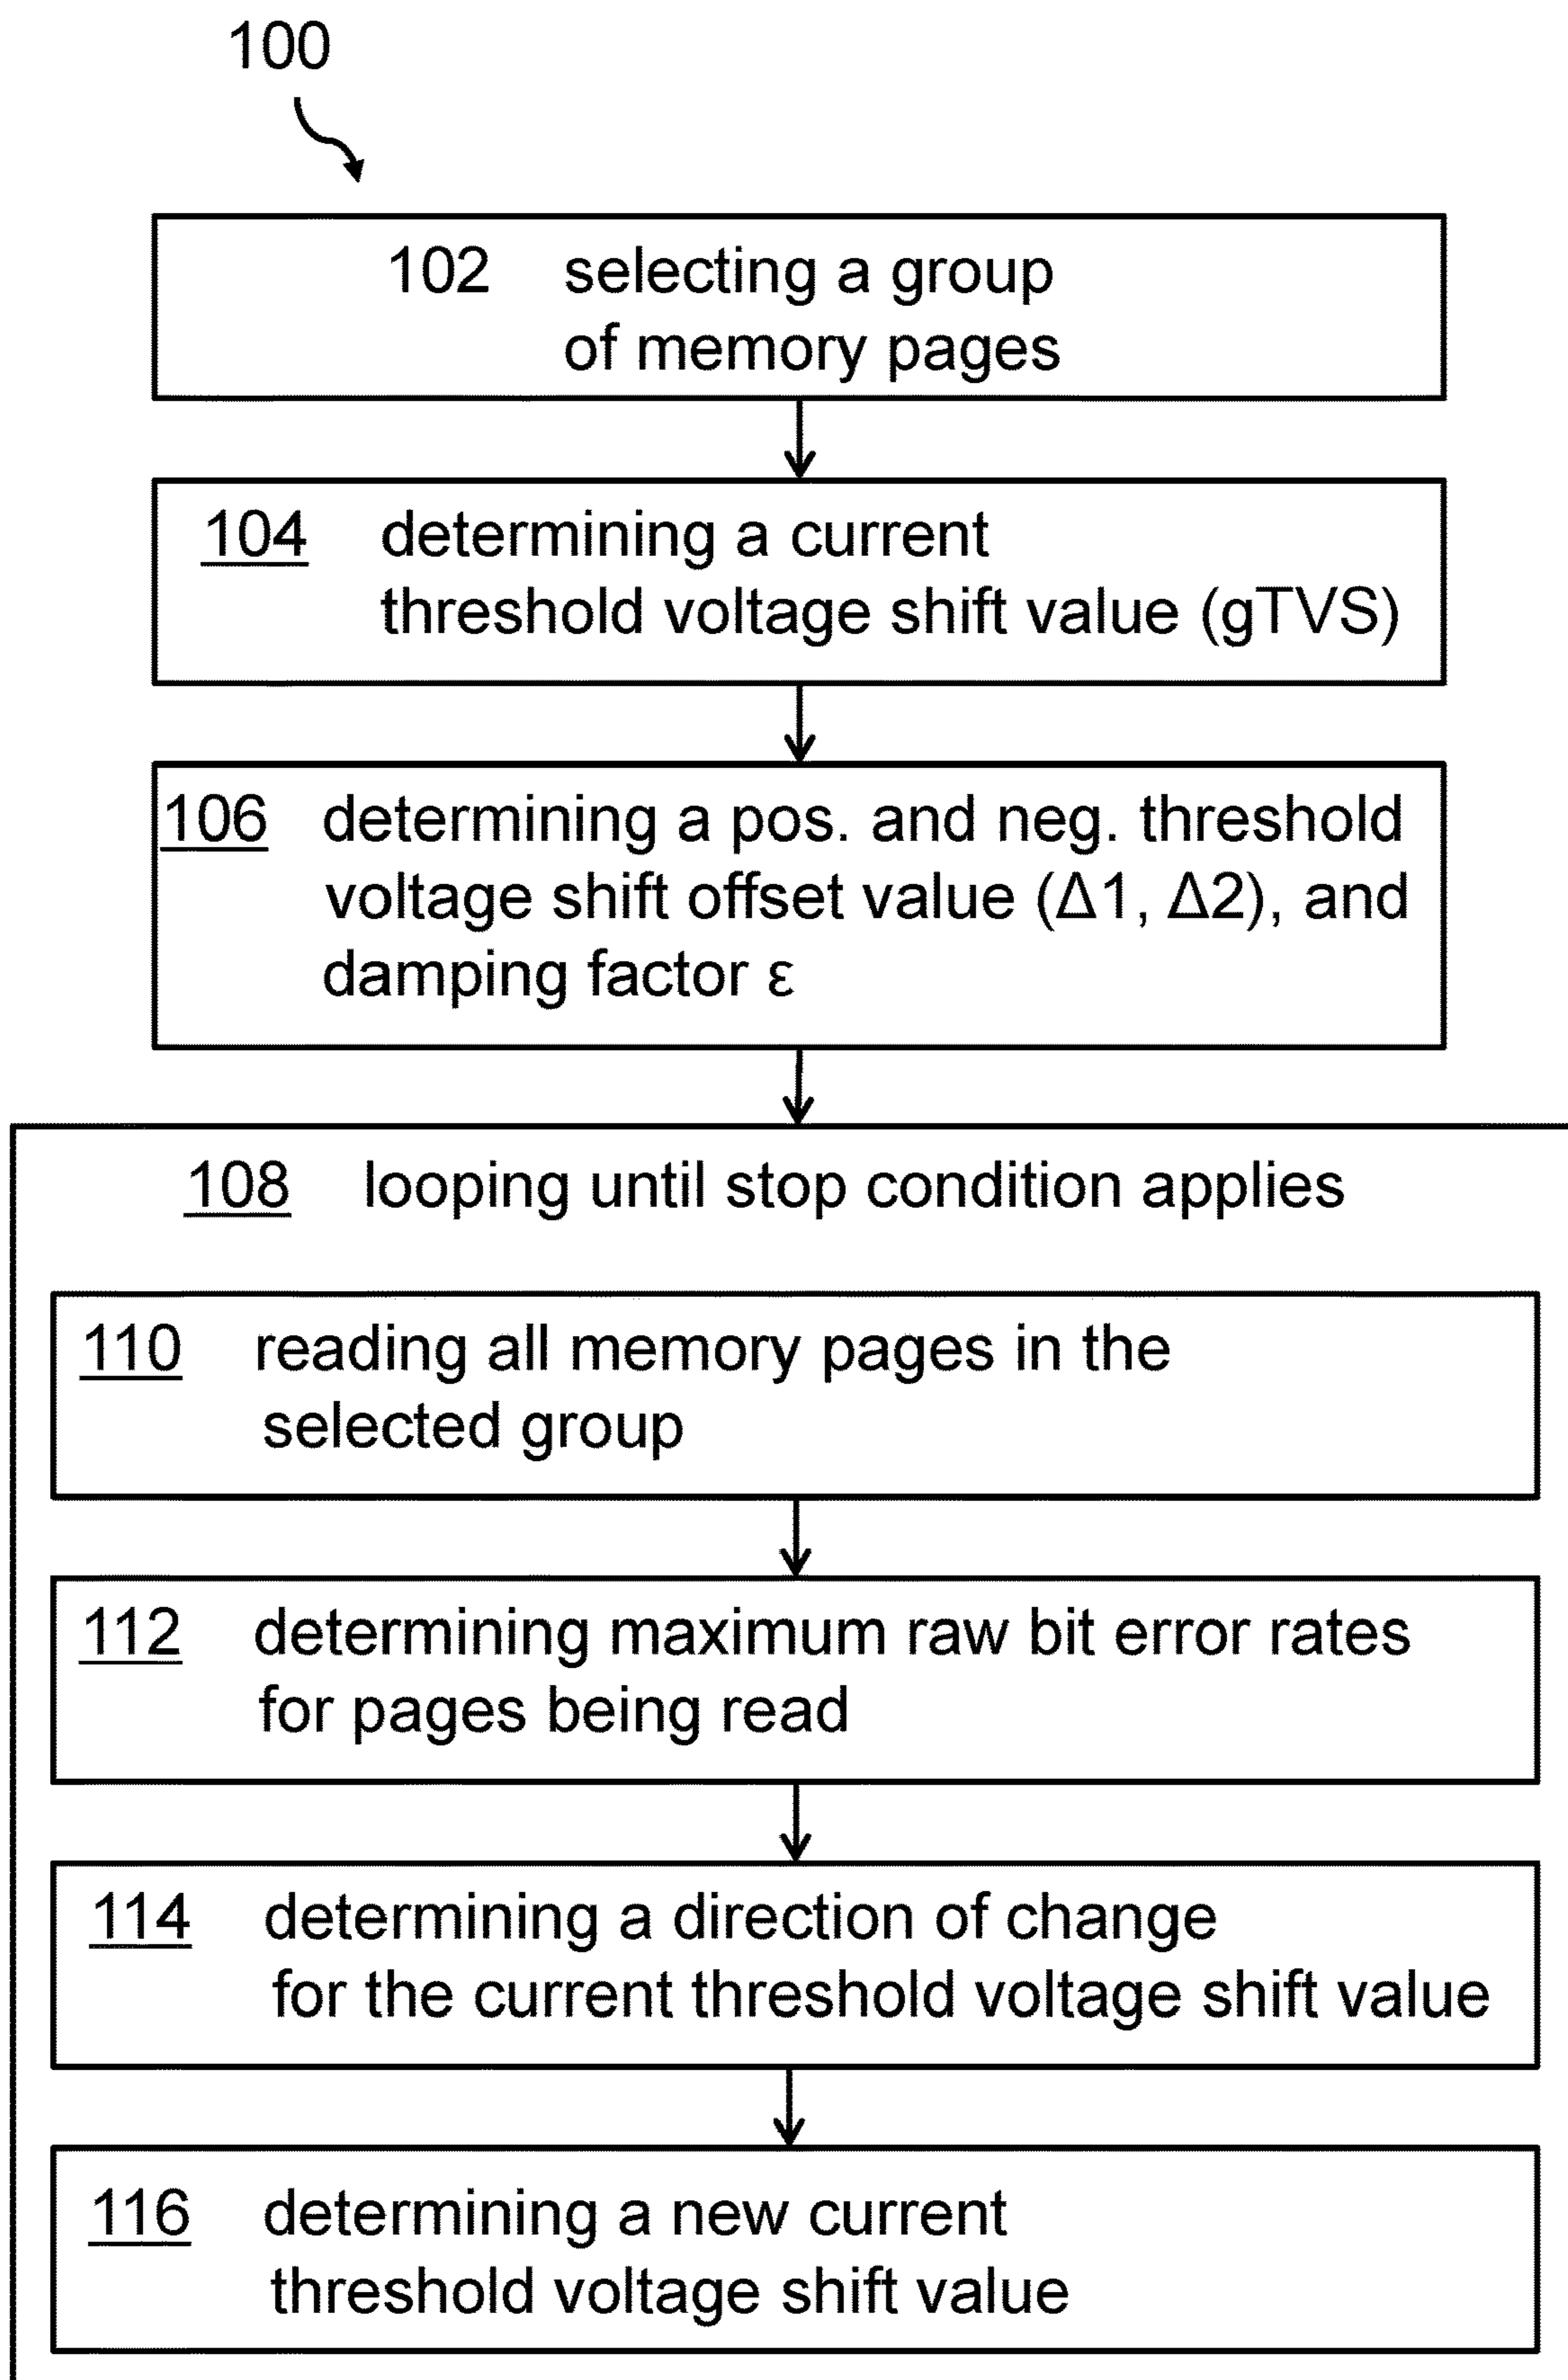 100
102 selecting a group
of memory pages
104 determining a current
threshold voltage shift value (gTVS)
106 determining a pos. and neg. threshold
voltage shift offset value (Δ1, Δ2), and
damping factor ε
108 looping until stop condition applies
110 reading all memory pages in the
selected group
112 determining maximum raw bit error rates
for pages being read
114 determining a direction of change
for the current threshold voltage shift value
116 determining a new current
threshold voltage shift value